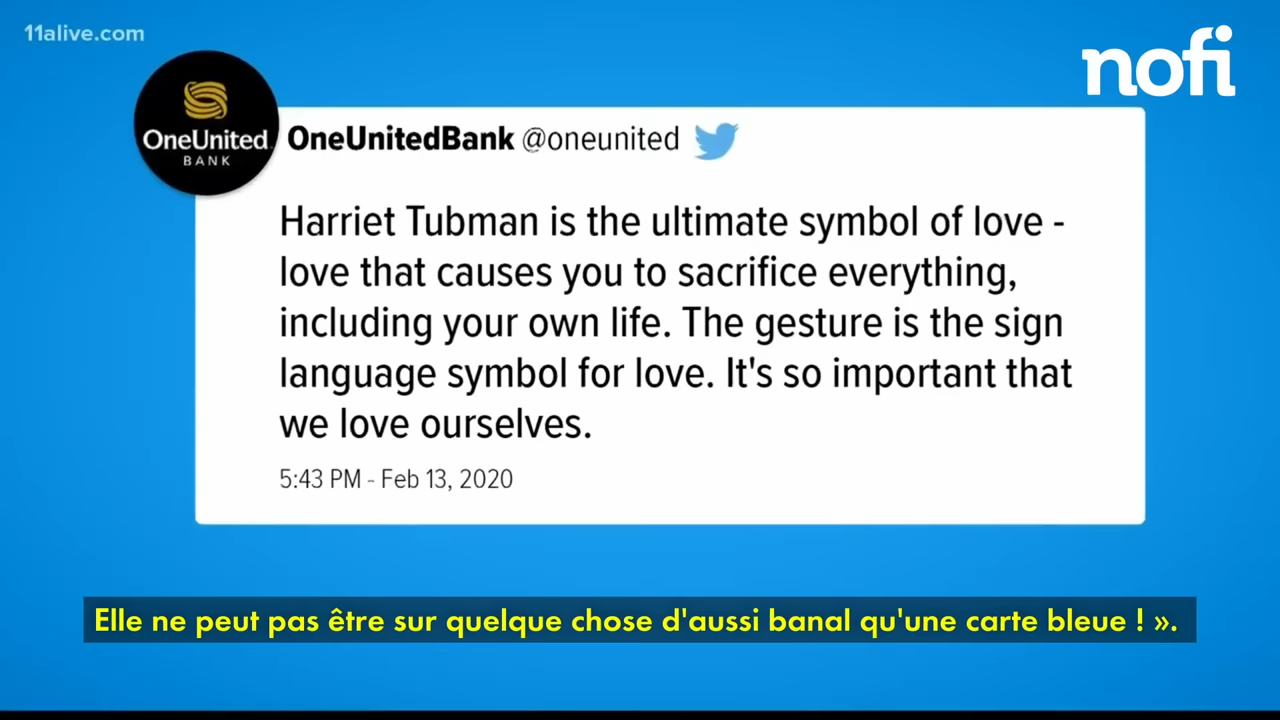 11alive.com
nofi
OneUnited
BANK
OneUnitedBank @oneunited
Harriet Tubman is the ultimate symbol of love -
love that causes you to sacrifice everything,
including your own life. The gesture is the sign
language symbol for love. It's so important that
we love ourselves.
5:43 PM - Feb 13, 2020
Elle ne peut pas être sur quelque chose d'aussi banal qu'une carte bleue ! ».